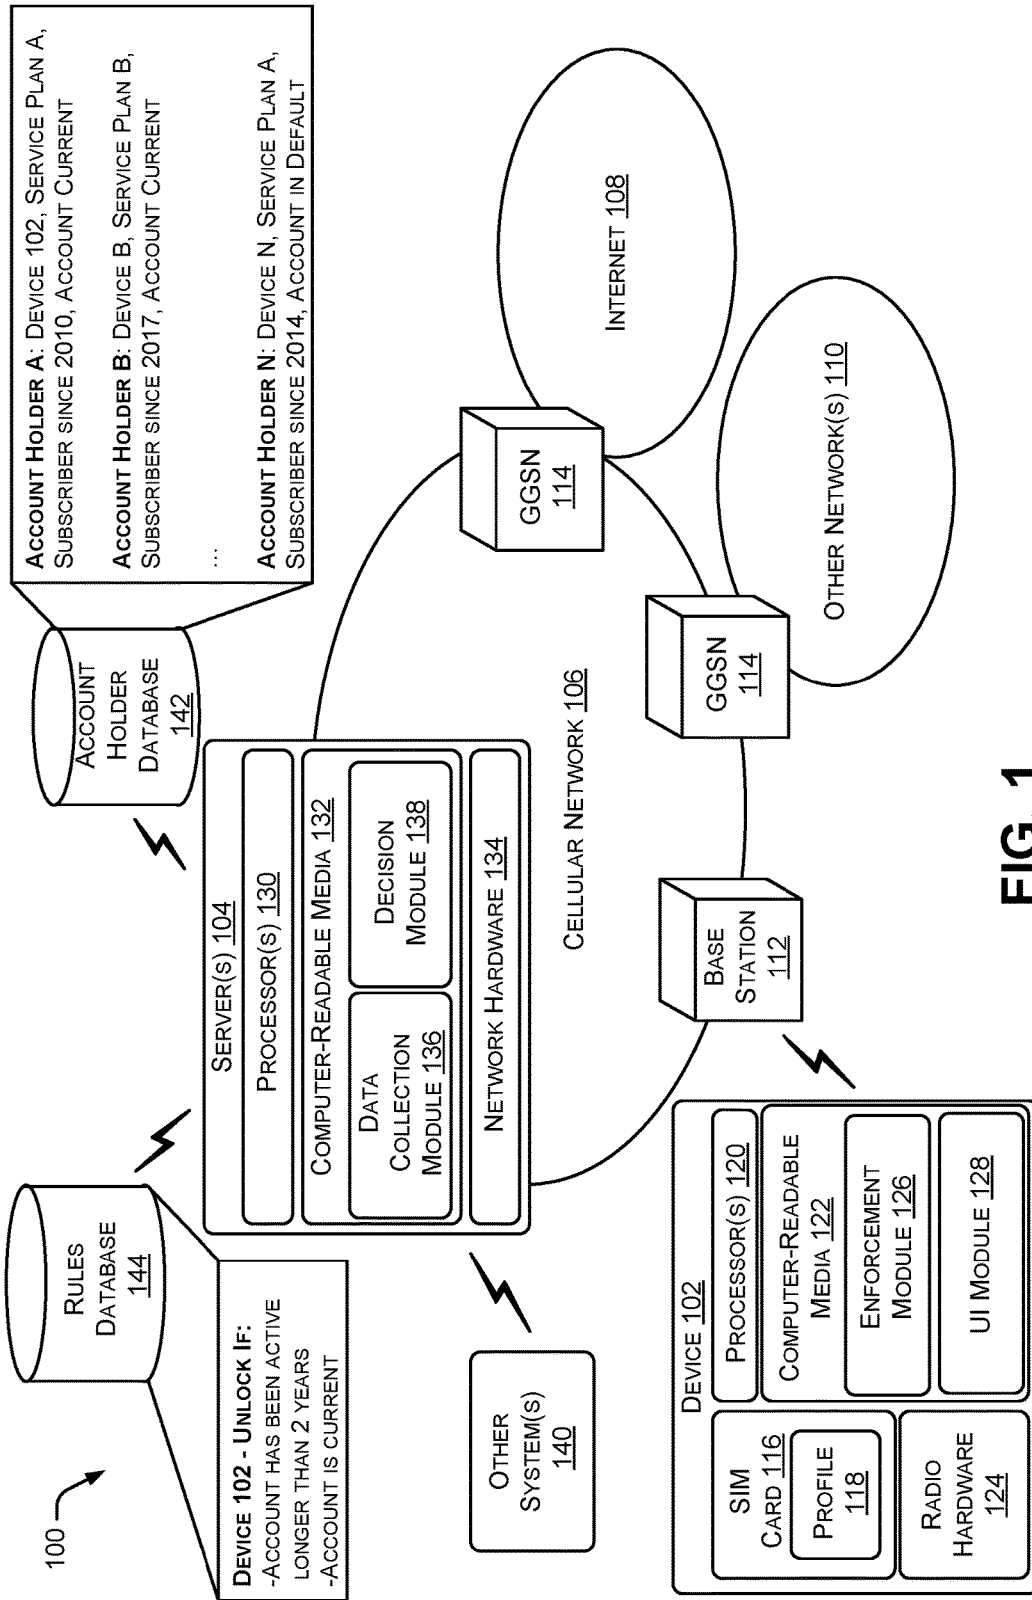 100
RULES
DATABASE
144
DEVICE 102 - UNLOCK IF:
-ACCOUNT HAS BEEN ACTIVE
LONGER THAN 2 YEARS
-ACCOUNT IS CURRENT
ACCOUNT
HOLDER
DATABASE
142
ACCOUNT HOLDER A: DEVICE 102, SERVICE PLAN A,
SUBSCRIBER SINCE 2010, ACCOUNT CURRENT
ACCOUNT HOLDER B: DEVICE B, SERVICE PLAN B,
SUBSCRIBER SINCE 2017, ACCOUNT CURRENT
...
ACCOUNT HOLDER N: DEVICE N, SERVICE PLAN A,
SUBSCRIBER SINCE 2014, ACCOUNT IN DEFAULT
SERVER(S) 104
PROCESSOR(S) 130
COMPUTER-READABLE MEDIA 132
DATA
COLLECTION
MODULE 136
DECISION
MODULE 138
NETWORK HARDWARE 134
OTHER
SYSTEM(S)
140
CELLULAR NETWORK 106
GGSN
114
INTERNET 108
GGSN
114
OTHER NETWORK(S) 110
BASE
STATION
112
DEVICE 102
SIM
CARD 116
PROFILE
118
RADIO
HARDWARE
124
PROCESSOR(S) 120
COMPUTER-READABLE
MEDIA 122
ENFORCEMENT
MODULE 126
UI MODULE 128
FIG. 1